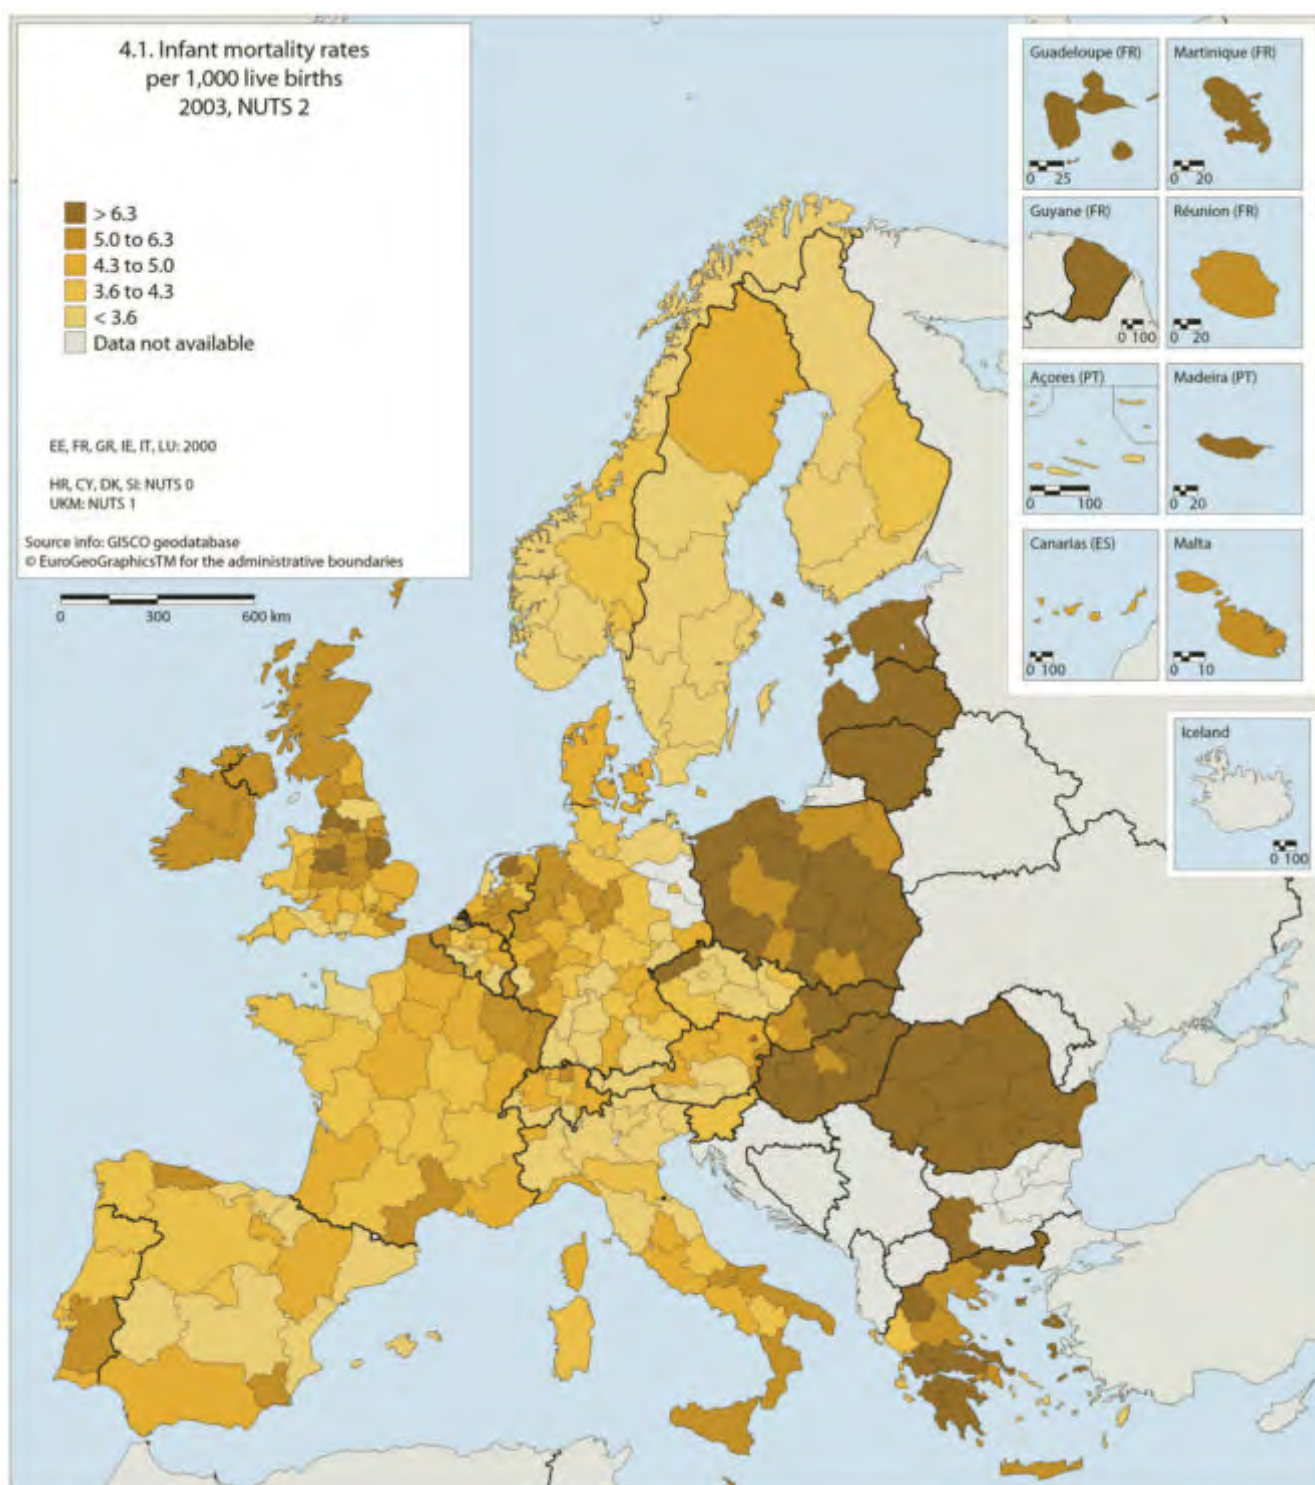 4.1. Infant mortality rates
per 1,000 live births
2003, NUTS 2
> 6.3
5.0 to 6.3
4.3 to 5.0
3.6 to 4.3
< 3.6
Data not available
EE, FR, GR, IE, IT, LU: 2000
HR, CY, DK, SI: NUTS 0
UKM: NUTS 1
Source info: GISCO geodatabase
© EuroGeoGraphicsTM for the administrative boundaries
0 300 600 km
Guadeloupe (FR)
0 25
Martinique (FR)
0 20
Guyane (FR)
0 100
Réunion (FR)
0 20
Açores (PT)
0 100
Madeira (PT)
0 20
Canarias (ES)
0 100
Malta
0 10
Iceland
0 100